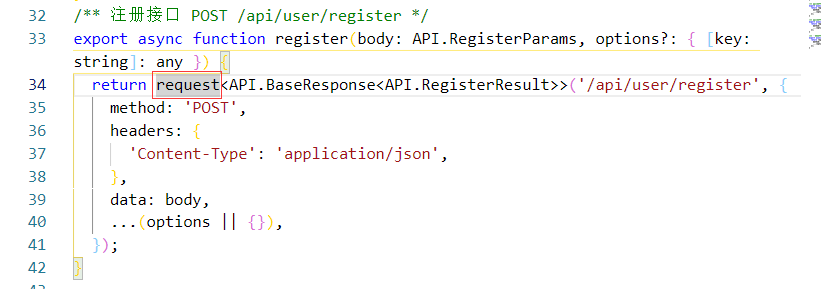 32 /** 注册接口 POST /api/user/register */
33 export async function register(body: API.RegisterParams, options?: { [key:
string]: any }) {
34 return request<API.BaseResponse<API.RegisterResult>>('/api/user/register', {
35 method: 'POST',
36 headers: {
37 'Content-Type': 'application/json',
38 },
39 data: body,
40 ...(options || {}),
41 });
42 }